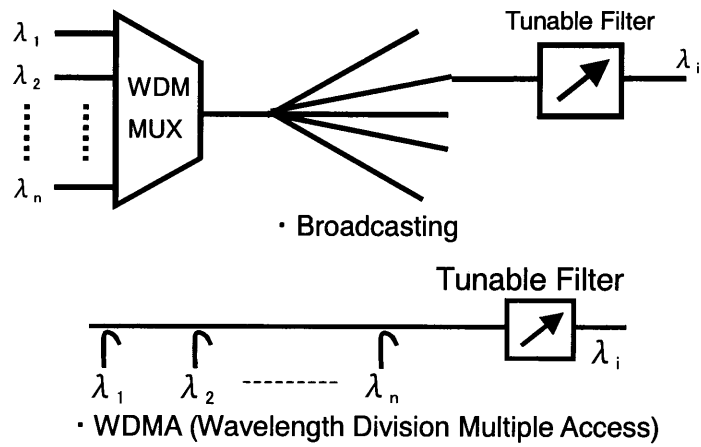 Tunable Filter
λ1
λ2
λn
WDM
MUX
λi
・Broadcasting
Tunable Filter
λ1 λ2 λn
λi
・WDMA (Wavelength Division Multiple Access)